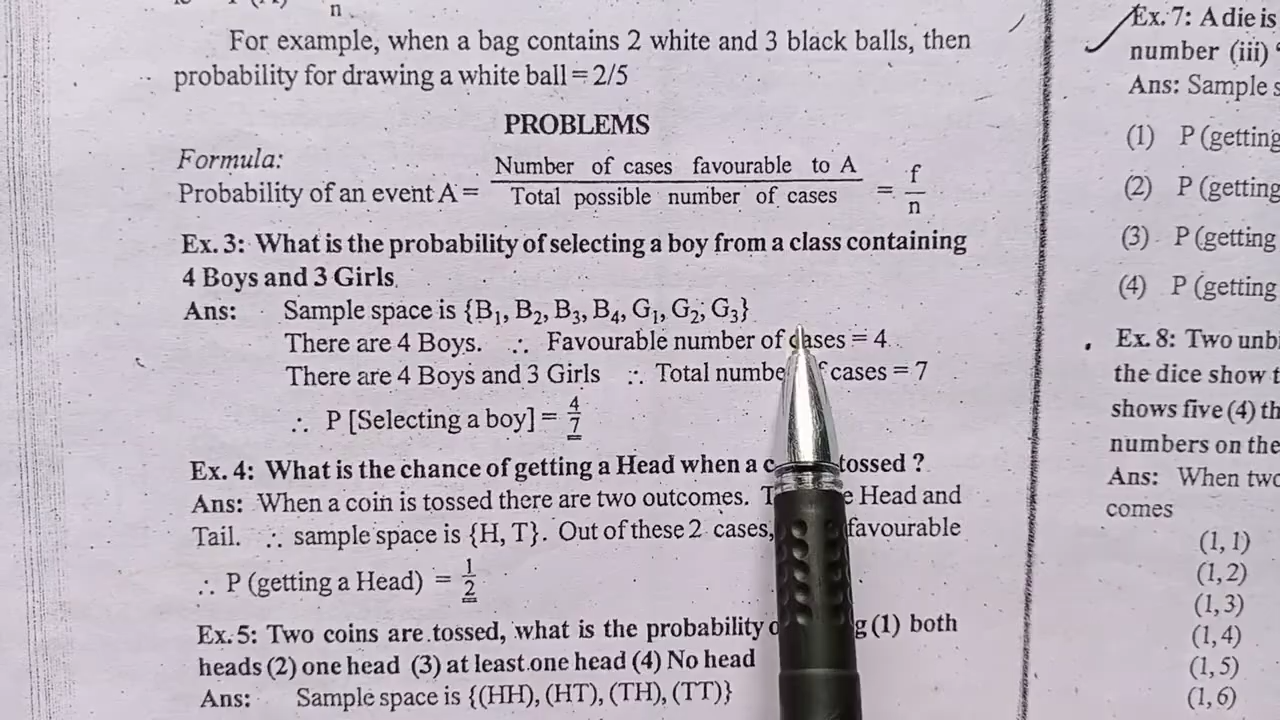 n
For example, when a bag contains 2 white and 3 black balls, then
probability for drawing a white ball = 2/5
PROBLEMS
Formula:
Probability of an event A = Number of cases favourable to A / Total possible number of cases = f / n
Ex. 3: What is the probability of selecting a boy from a class containing
4 Boys and 3 Girls
Ans: Sample space is {B₁, B₂, B₃, B₄, G₁, G₂, G₃}
There are 4 Boys. ∴ Favourable number of cases = 4
There are 4 Boys and 3 Girls ∴ Total number of cases = 7
∴ P [Selecting a boy] = 4/7
Ex. 4: What is the chance of getting a Head when a tossed ?
Ans: When a coin is tossed there are two outcomes. Head and
Tail. ∴ sample space is {H, T}. Out of these 2 cases, favourable
∴ P (getting a Head) = 1/2
Ex. 5: Two coins are tossed, what is the probability (1) both
heads (2) one head (3) at least one head (4) No head
Ans: Sample space is {(HH), (HT), (TH), (TT)}
Ex. 7: A die is
number (iii)
Ans: Sample s
(1) P (getting
(2) P (getting
(3) P (getting
(4) P (getting
Ex. 8: Two unb
the dice show t
shows five (4) th
numbers on the
Ans: When two
comes
(1, 1)
(1, 2)
(1, 3)
(1, 4)
(1, 5)
(1, 6)